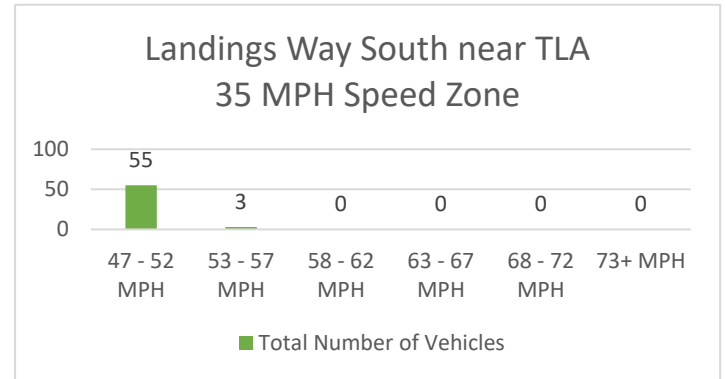 Landings Way South near TLA
35 MPH Speed Zone
100
50
0
55
3
0
0
0
0
47 - 52
MPH
53 - 57
MPH
58 - 62
MPH
63 - 67
MPH
68 - 72
MPH
73+ MPH
Total Number of Vehicles